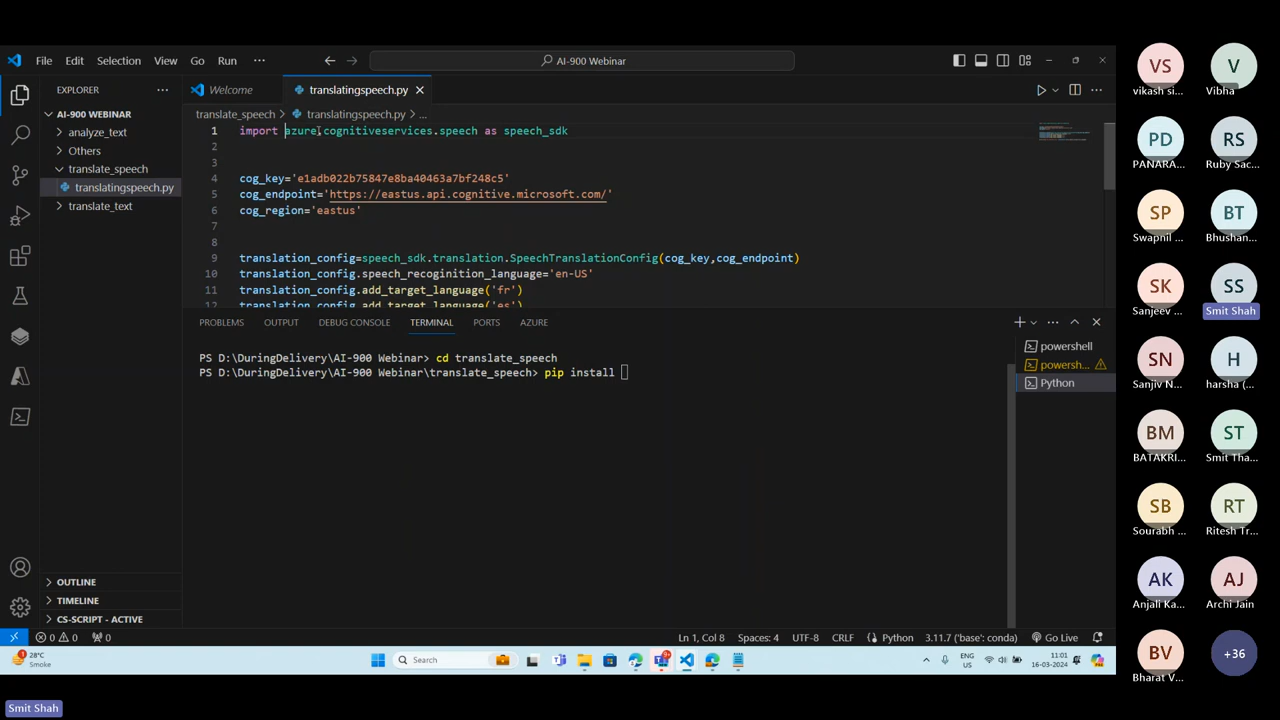 File Edit Selection View Go Run ··· AI-900 Webinar
EXPLORER
AI-900 WEBINAR
analyze_text
Others
translate_speech
translatingspeech.py
translate_text
OUTLINE
TIMELINE
CS-SCRIPT - ACTIVE
Welcome translatingspeech.py
translate_speech > translatingspeech.py > ...
1 import azure.cognitiveservices.speech as speech_sdk
2
3
4 cog_key='e1adb022b75847e8ba40463a7bf248c5'
5 cog_endpoint='https://eastus.api.cognitive.microsoft.com/'
6 cog_region='eastus'
7
8
9 translation_config=speech_sdk.translation.SpeechTranslationConfig(cog_key,cog_endpoint)
10 translation_config.speech_recoginition_language='en-US'
11 translation_config.add_target_language('fr')
12 translation_config.add_target_language('es')
PROBLEMS OUTPUT DEBUG CONSOLE TERMINAL PORTS AZURE
PS D:\DuringDelivery\AI-900 Webinar> cd translate_speech
PS D:\DuringDelivery\AI-900 Webinar\translate_speech> pip install
powershell
powersh...
Python
0 0 0 Ln 1, Col 8 Spaces: 4 UTF-8 CRLF Python 3.11.7 ('base': conda) Go Live
28°C
Smoke
Search
ENG
US
11:01
16-03-2024
VS V
vikash si... Vibha
PD RS
PANARA... Ruby Sac...
SP BT
Swapnil ... Bhushan...
SK SS
Sanjeev ... Smit Shah
SN H
Sanjiv N... harsha (...
BM ST
BATAKRI... Smit Tha...
SB RT
Sourabh ... Ritesh Tr...
AK AJ
Anjali Ka... Archi Jain
BV +36
Bharat V...
Smit Shah